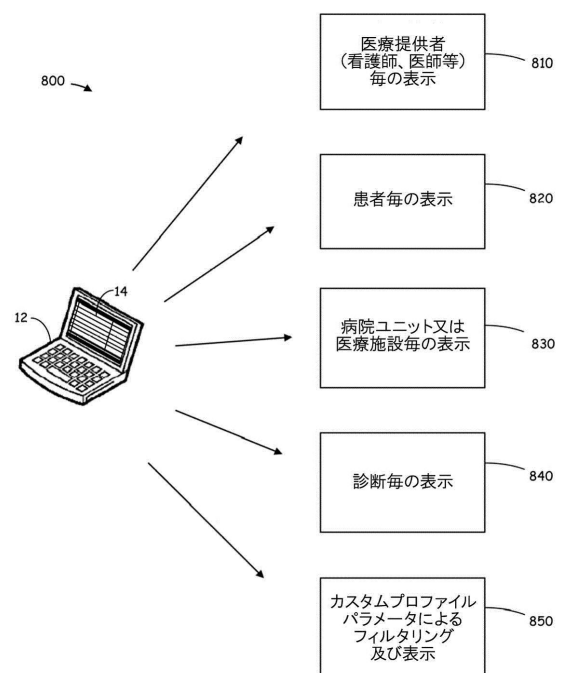 800
医療提供者
(看護師、医師等)
毎の表示
810
患者毎の表示
820
12
14
病院ユニット又は
医療施設毎の表示
830
診断毎の表示
840
カスタムプロファイル
パラメータによる
フィルタリング
及び表示
850